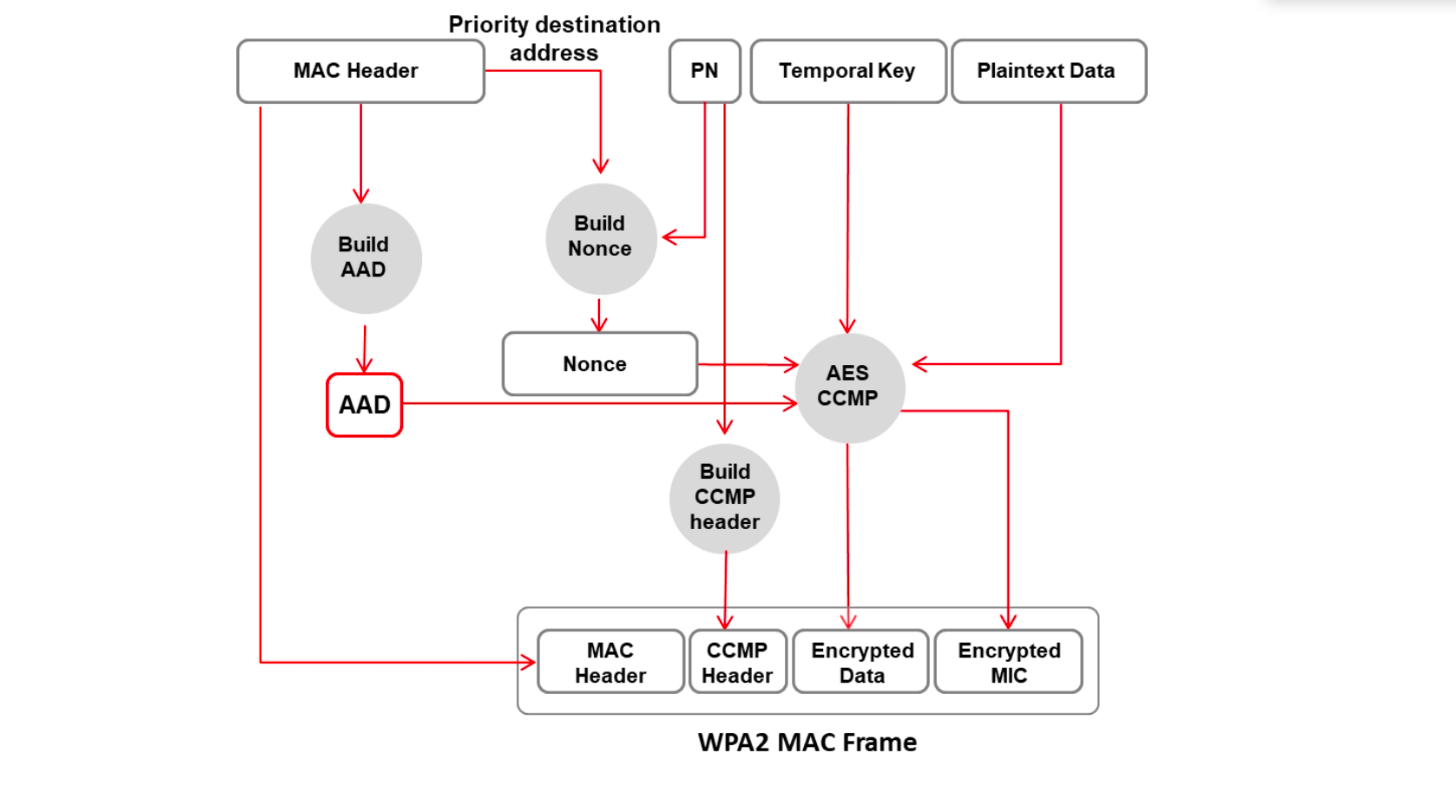 Priority destination
address
MAC Header
PN
Temporal Key
Plaintext Data
Build
AAD
Build
Nonce
Nonce
AAD
AES
CCMP
Build
CCMP
header
MAC
Header
CCMP
Header
Encrypted
Data
Encrypted
MIC
WPA2 MAC Frame